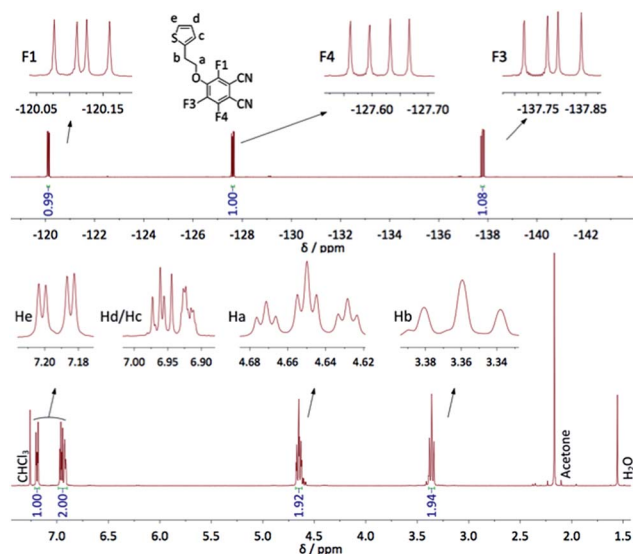 F1
-120.05 -120.15
e d
S c
b a
O F1 CN
F3 CN
F4
F4
-127.60 -127.70
F3
-137.75 -137.85
0.99 1.00 1.08
-120 -122 -124 -126 -128 -130 -132 -134 -136 -138 -140 -142
δ / ppm
He
7.20 7.18
Hd/Hc
7.00 6.95 6.90
Ha
4.68 4.66 4.64 4.62
Hb
3.38 3.36 3.34
CHCl3
Acetone
H2O
1.00 2.00 1.92 1.94
7.0 6.5 6.0 5.5 5.0 4.5 4.0 3.5 3.0 2.5 2.0 1.5
δ / ppm